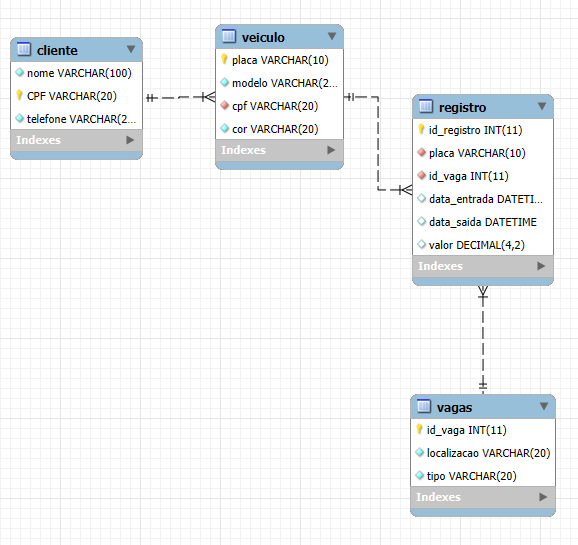 cliente
nome VARCHAR(100)
CPF VARCHAR(20)
telefone VARCHAR(2...
Indexes
veiculo
placa VARCHAR(10)
modelo VARCHAR(2...
cpf VARCHAR(20)
cor VARCHAR(20)
Indexes
registro
id_registro INT(11)
placa VARCHAR(10)
id_vaga INT(11)
data_entrada DATETI...
data_saida DATETIME
valor DECIMAL(4,2)
Indexes
vagas
id_vaga INT(11)
localizacao VARCHAR(20)
tipo VARCHAR(20)
Indexes